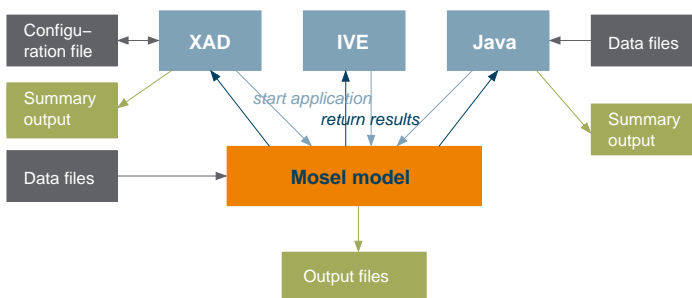 Configu–
ration file
XAD
IVE
Java
Data files
Summary
output
start application
return results
Summary
output
Data files
Mosel model
Output files